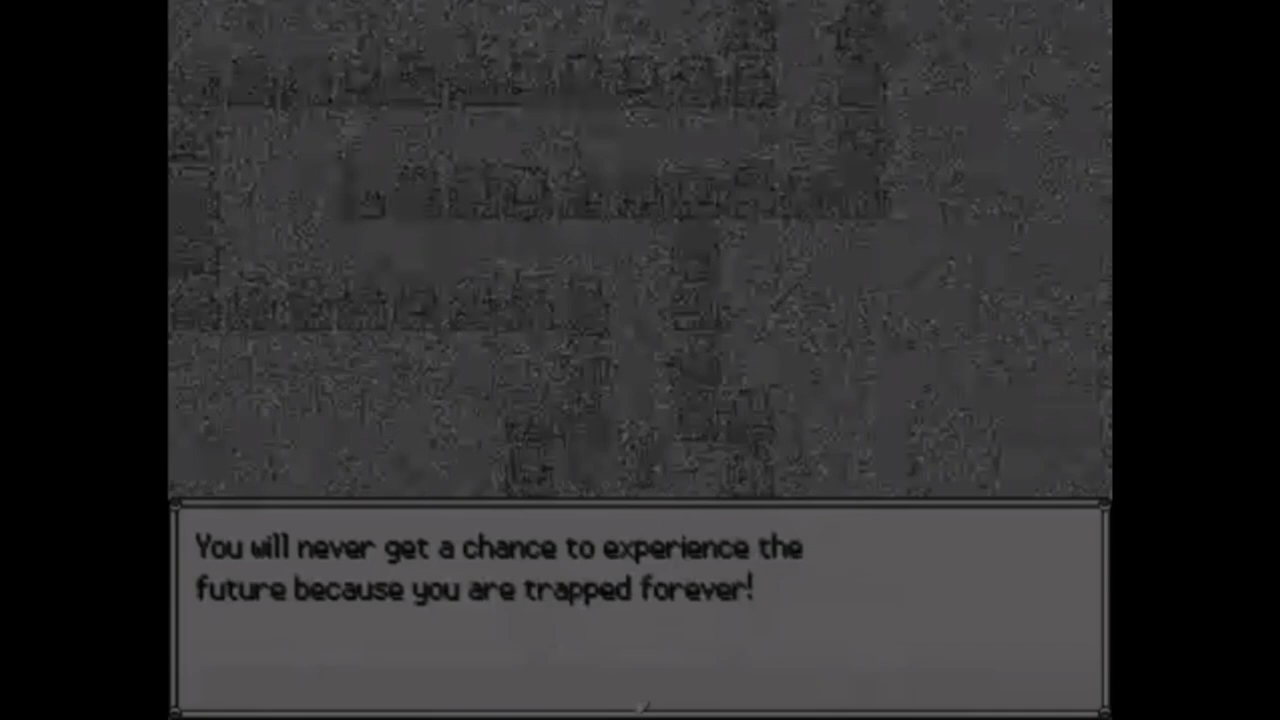 You will never get a chance to experience the
future because you are trapped forever!